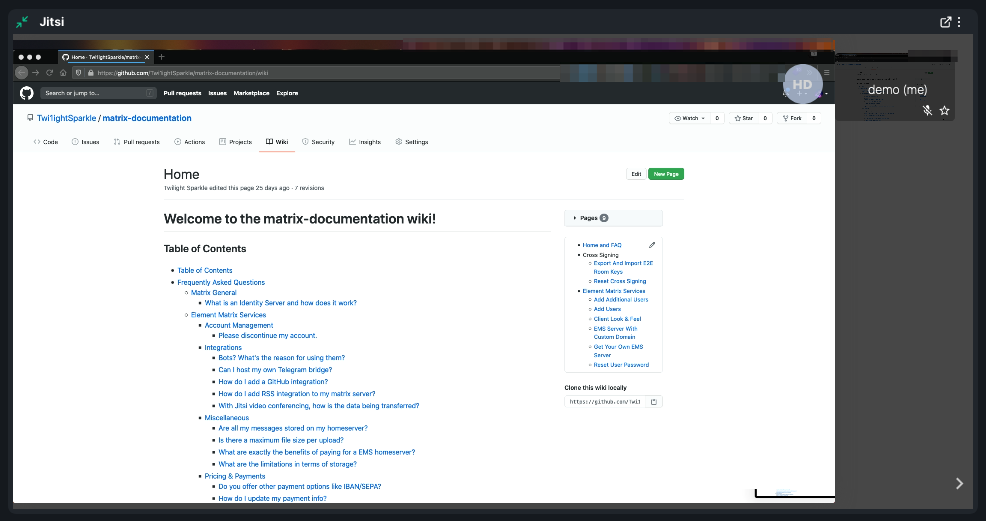 Jitsi
Home · TwilightSparkle/matri
https://github.com/TwilightSparkle/matrix-documentation/wiki
Search or jump to...
/
Pull requests
Issues
Marketplace
Explore
HD
demo (me)
Twi1ightSparkle / matrix-documentation
Watch 0
Star 0
Fork 0
Code
Issues
Pull requests
Actions
Projects
Wiki
Security
Insights
Settings
Home
Edit
New Page
Twilight Sparkle edited this page 25 days ago · 7 revisions
Welcome to the matrix-documentation wiki!
Table of Contents
Table of Contents
Frequently Asked Questions
Matrix General
What is an Identity Server and how does it work?
Element Matrix Services
Account Management
Please discontinue my account.
Integrations
Bots? What's the reason for using them?
Can I host my own Telegram bridge?
How do I add a GitHub integration?
How do I add RSS integration to my matrix server?
With Jitsi video conferencing, how is the data being transferred?
Miscellaneous
Are all my messages stored on my homeserver?
Is there a maximum file size per upload?
What are exactly the benefits of paying for a EMS homeserver?
What are the limitations in terms of storage?
Pricing & Payments
Do you offer other payment options like IBAN/SEPA?
How do I update my payment info?
Pages 9
Home and FAQ
Cross Signing
Export And Import E2E
Room Keys
Reset Cross Signing
Element Matrix Services
Add Additional Users
Add Users
Client Look & Feel
EMS Server With
Custom Domain
Get Your Own EMS
Server
Reset User Password
Clone this wiki locally
https://github.com/Twi1